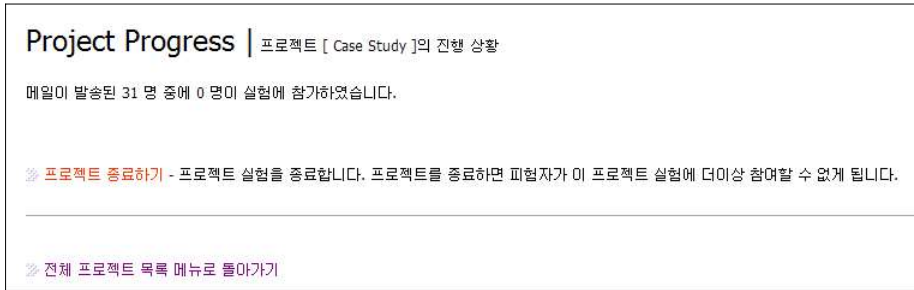 Project Progress | 프로젝트 [ Case Study ]의 진행 상황
메일이 발송된 31 명 중에 0 명이 실험에 참가하였습니다.
프로젝트 종료하기 - 프로젝트 실험을 종료합니다. 프로젝트를 종료하면 피험자가 이 프로젝트 실험에 더이상 참여할 수 없게 됩니다.
전체 프로젝트 목록 메뉴로 돌아가기